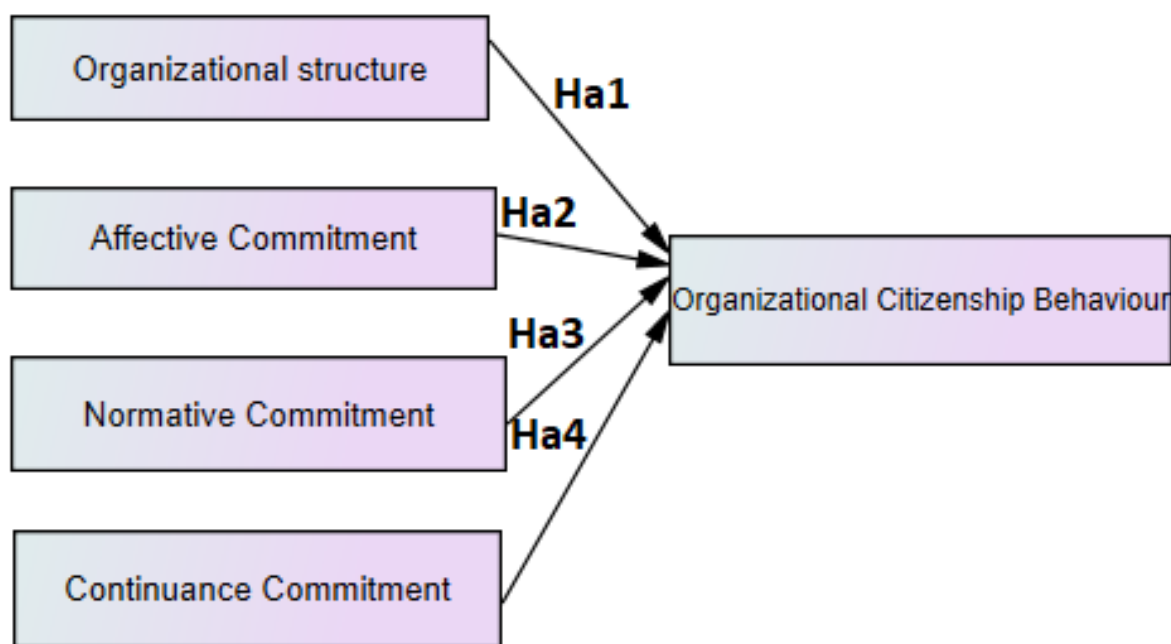 Organizational structure
Ha1
Affective Commitment
Ha2
Organizational Citizenship Behaviour
Ha3
Normative Commitment
Ha4
Continuance Commitment